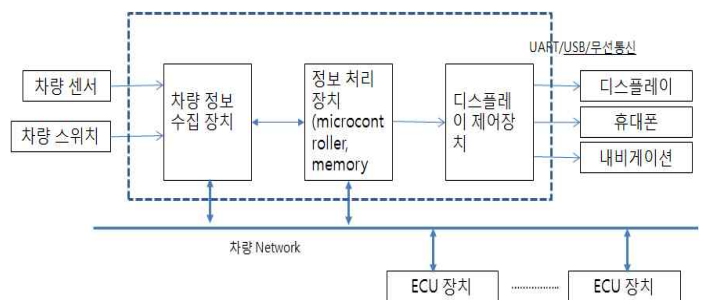 UART/USB/무선통신
차량 센서
차량 스위치
차량 정보
수집 장치
정보 처리
장치
(microcont
roller,
memory
디스플레
이 제어장
치
디스플레이
휴대폰
내비게이션
차량 Network
ECU 장치
ECU 장치